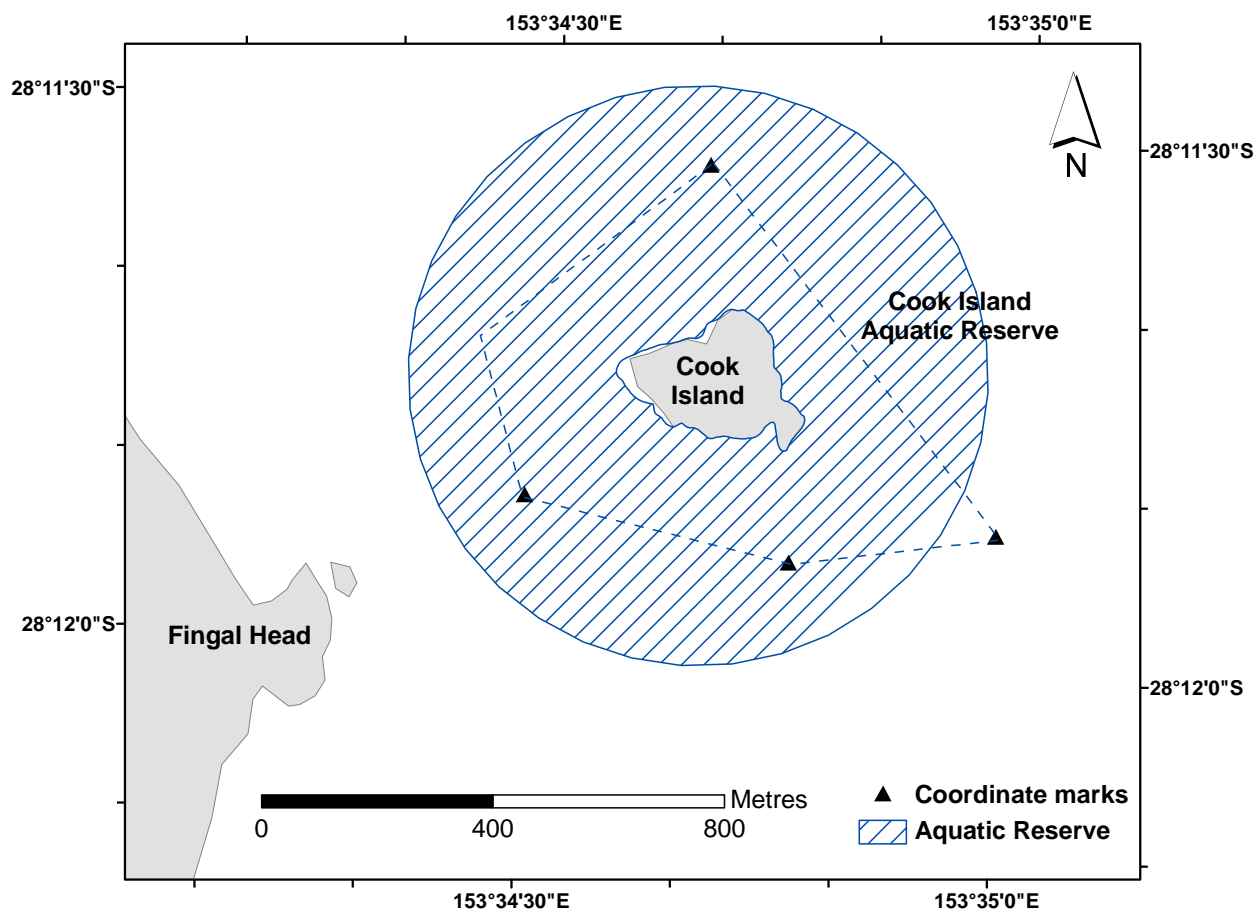 153°34'30"E
153°35'0"E
28°11'30"S
28°11'30"S
N
Cook Island
Aquatic Reserve
Cook
Island
28°12'0"S
Fingal Head
28°12'0"S
Metres
0
400
800
Coordinate marks
Aquatic Reserve
153°34'30"E
153°35'0"E